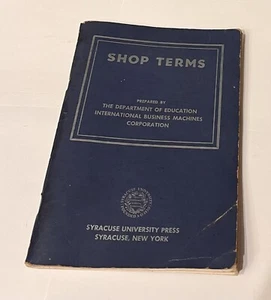 SHOP TERMS
PREPARED BY
THE DEPARTMENT OF EDUCATION
INTERNATIONAL BUSINESS MACHINES
CORPORATION
SYRACUSE UNIVERSITY PRESS
SYRACUSE, NEW YORK